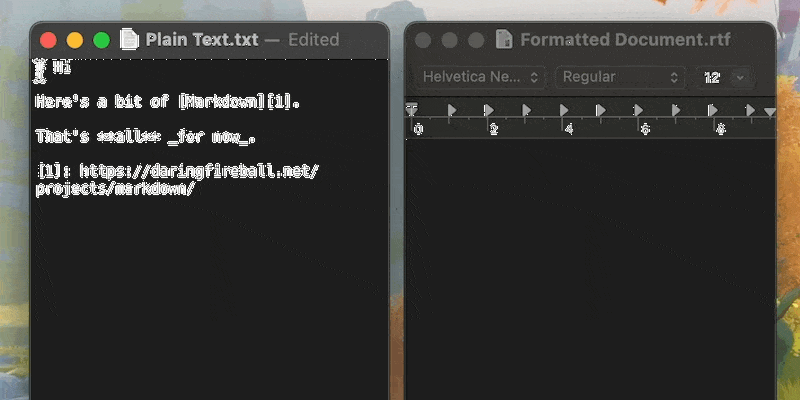 Plain Text.txt — Edited
# Hi
Here's a bit of [Markdown][1].
That's **all** _for now_.
[1]: https://daringfireball.net/
projects/markdown/
Formatted Document.rtf
Helvetica Ne... Regular 12
0 2 4 6 8